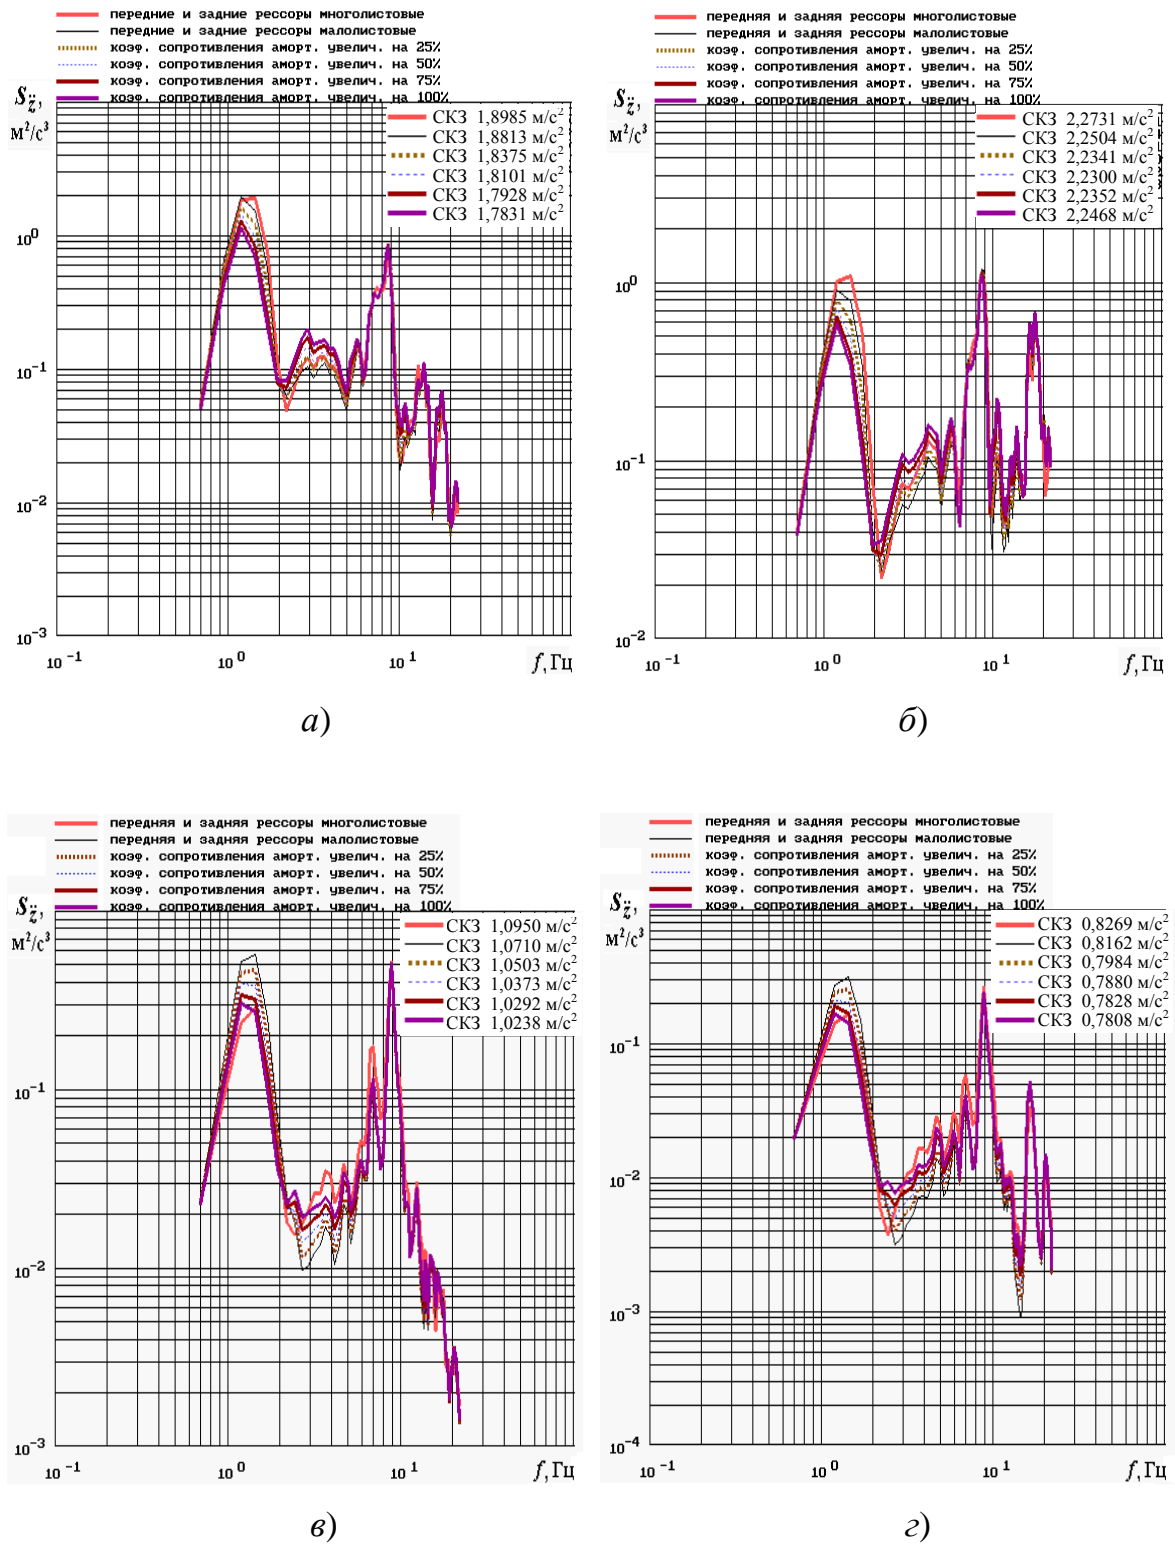 передние и задние рессоры многолистовые
передние и задние рессоры малолистовые
коэф. сопротивления аморт. увелич. на 25%
коэф. сопротивления аморт. увелич. на 50%
коэф. сопротивления аморт. увелич. на 75%
коэф. сопротивления аморт. увелич. на 100%
S_z̈,
м²/с³
СКЗ 1,8985 м/с²
СКЗ 1,8813 м/с²
СКЗ 1,8375 м/с²
СКЗ 1,8101 м/с²
СКЗ 1,7928 м/с²
СКЗ 1,7831 м/с²
10⁰
10⁻¹
10⁻²
10⁻³
10⁻¹ 10⁰ 10¹ f, Гц
а)
передняя и задняя рессоры многолистовые
передняя и задняя рессоры малолистовые
коэф. сопротивления аморт. увелич. на 25%
коэф. сопротивления аморт. увелич. на 50%
коэф. сопротивления аморт. увелич. на 75%
коэф. сопротивления аморт. увелич. на 100%
S_z̈,
м²/с³
СКЗ 2,2731 м/с²
СКЗ 2,2504 м/с²
СКЗ 2,2341 м/с²
СКЗ 2,2300 м/с²
СКЗ 2,2352 м/с²
СКЗ 2,2468 м/с²
10⁰
10⁻¹
10⁻²
10⁻¹ 10⁰ 10¹ f, Гц
б)
передняя и задняя рессоры многолистовые
передняя и задняя рессоры малолистовые
коэф. сопротивления аморт. увелич. на 25%
коэф. сопротивления аморт. увелич. на 50%
коэф. сопротивления аморт. увелич. на 75%
коэф. сопротивления аморт. увелич. на 100%
S_z̈,
м²/с³
СКЗ 1,0950 м/с²
СКЗ 1,0710 м/с²
СКЗ 1,0503 м/с²
СКЗ 1,0373 м/с²
СКЗ 1,0292 м/с²
СКЗ 1,0238 м/с²
10⁻¹
10⁻²
10⁻³
10⁻¹ 10⁰ 10¹ f, Гц
в)
передняя и задняя рессоры многолистовые
передняя и задняя рессоры малолистовые
коэф. сопротивления аморт. увелич. на 25%
коэф. сопротивления аморт. увелич. на 50%
коэф. сопротивления аморт. увелич. на 75%
коэф. сопротивления аморт. увелич. на 100%
S_z̈,
м²/с³
СКЗ 0,8269 м/с²
СКЗ 0,8162 м/с²
СКЗ 0,7984 м/с²
СКЗ 0,7880 м/с²
СКЗ 0,7828 м/с²
СКЗ 0,7808 м/с²
10⁻¹
10⁻²
10⁻³
10⁻⁴
10⁻¹ 10⁰ 10¹ f, Гц
г)